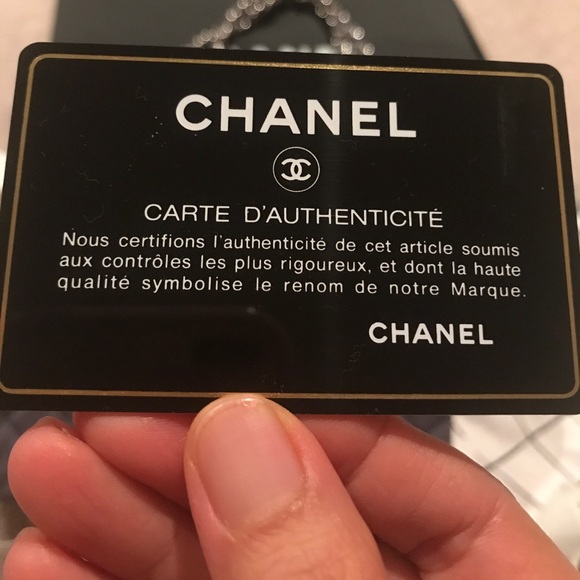 CHANEL
CARTE D'AUTHENTICITÉ
Nous certifions l'authenticité de cet article soumis
aux contrôles les plus rigoureux, et dont la haute
qualité symbolise le renom de notre Marque.
CHANEL